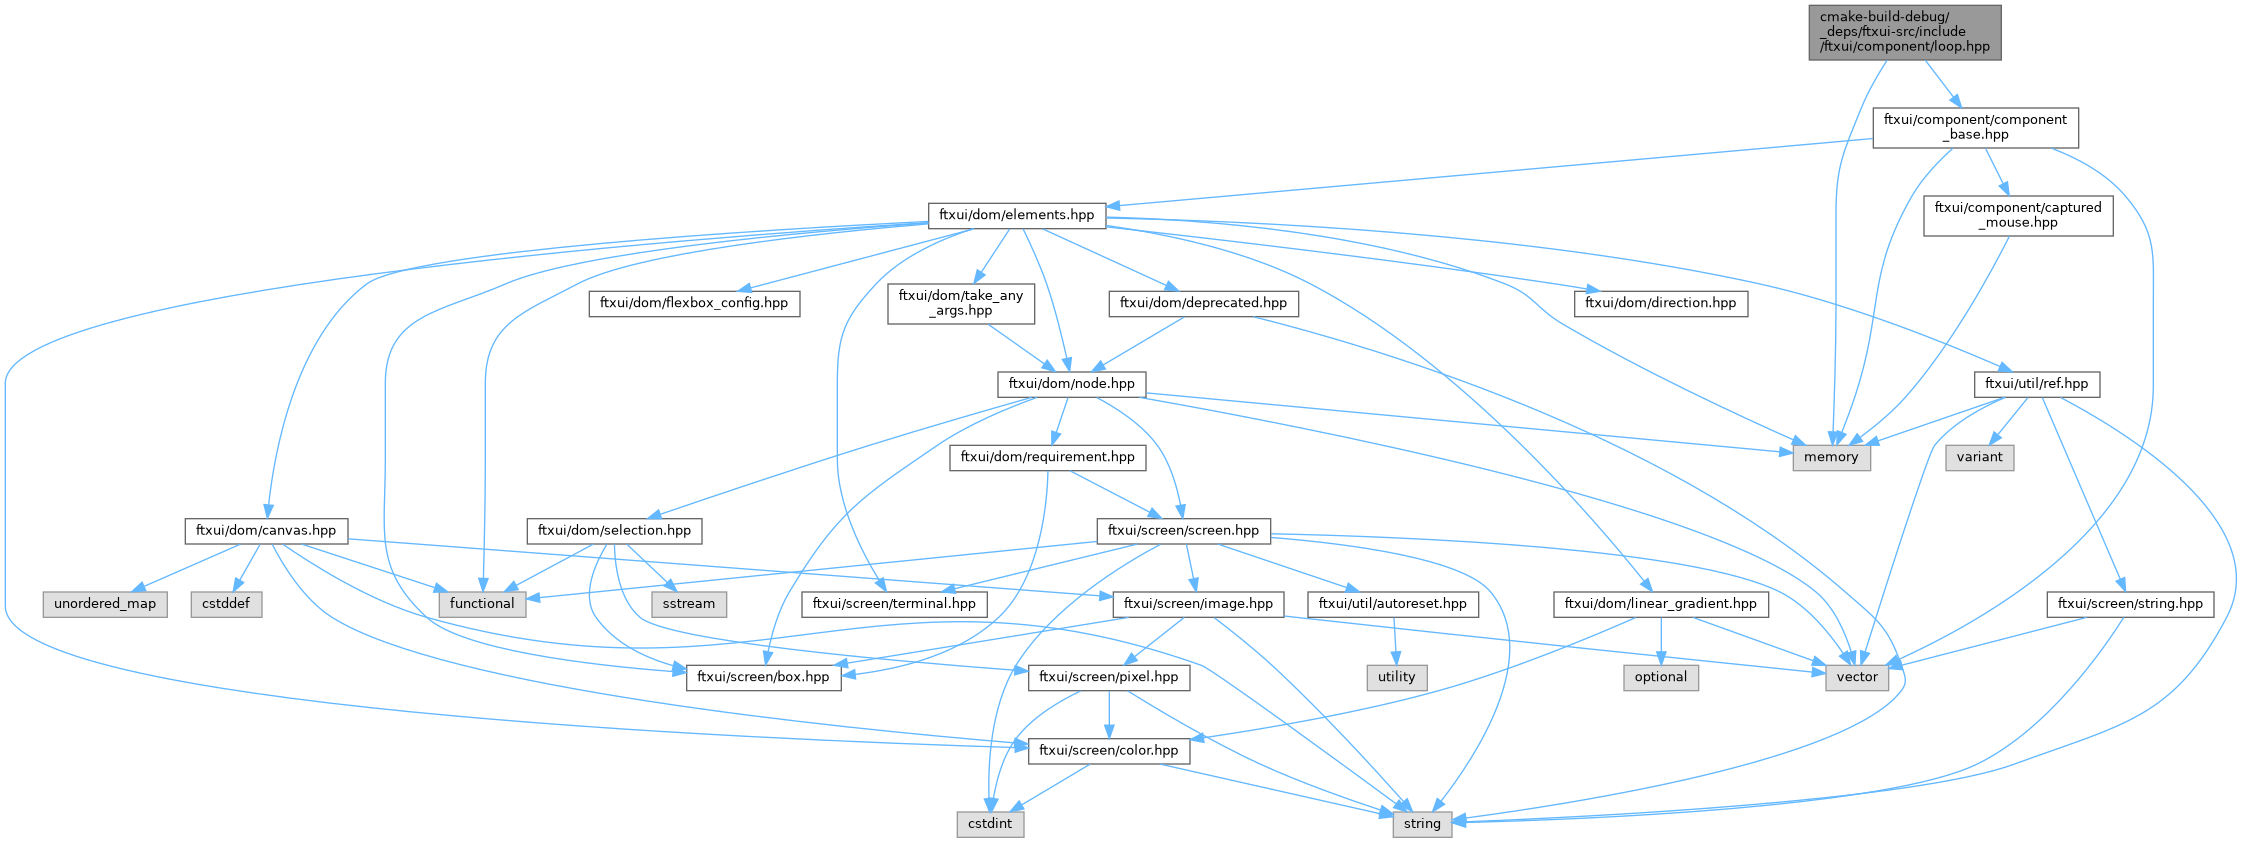 cmake-build-debug/
_deps/ftxui-src/include
/ftxui/component/loop.hpp
ftxui/component/component
_base.hpp
ftxui/dom/elements.hpp
ftxui/component/captured
_mouse.hpp
ftxui/dom/flexbox_config.hpp
ftxui/dom/take_any
_args.hpp
ftxui/dom/deprecated.hpp
ftxui/dom/direction.hpp
ftxui/dom/node.hpp
ftxui/util/ref.hpp
ftxui/dom/requirement.hpp
memory
variant
ftxui/dom/canvas.hpp
ftxui/dom/selection.hpp
ftxui/screen/screen.hpp
unordered_map
cstddef
functional
sstream
ftxui/screen/terminal.hpp
ftxui/screen/image.hpp
ftxui/util/autoreset.hpp
ftxui/dom/linear_gradient.hpp
ftxui/screen/string.hpp
ftxui/screen/box.hpp
ftxui/screen/pixel.hpp
utility
optional
vector
ftxui/screen/color.hpp
cstdint
string